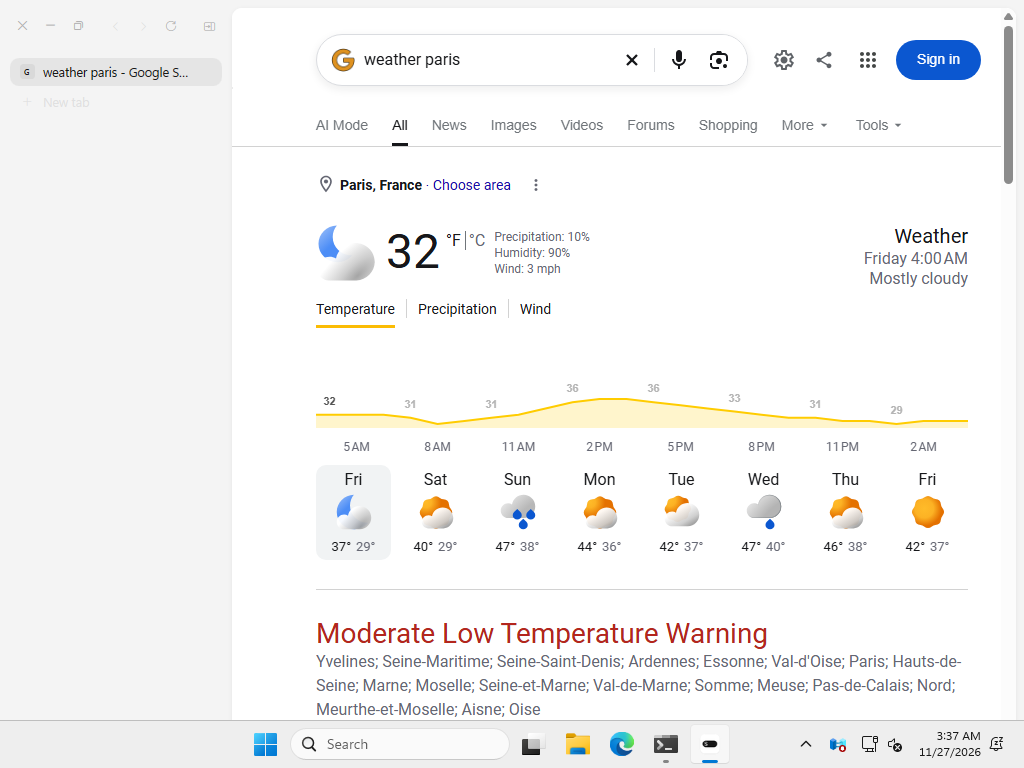 weather paris
Sign in
G weather paris - Google S...
+ New tab
AI Mode All News Images Videos Forums Shopping More Tools
Paris, France · Choose area
32 °F|°C
Precipitation: 10%
Humidity: 90%
Wind: 3 mph
Weather
Friday 4:00 AM
Mostly cloudy
Temperature Precipitation Wind
32 31 31 36 36 33 31 29
5 AM 8 AM 11 AM 2 PM 5 PM 8 PM 11 PM 2 AM
Fri Sat Sun Mon Tue Wed Thu Fri
37° 29° 40° 29° 47° 38° 44° 36° 42° 37° 47° 40° 46° 38° 42° 37°
Moderate Low Temperature Warning
Yvelines; Seine-Maritime; Seine-Saint-Denis; Ardennes; Essonne; Val-d'Oise; Paris; Hauts-de-
Seine; Marne; Moselle; Seine-et-Marne; Val-de-Marne; Somme; Meuse; Pas-de-Calais; Nord;
Meurthe-et-Moselle; Aisne; Oise
Search
3:37 AM
11/27/2026